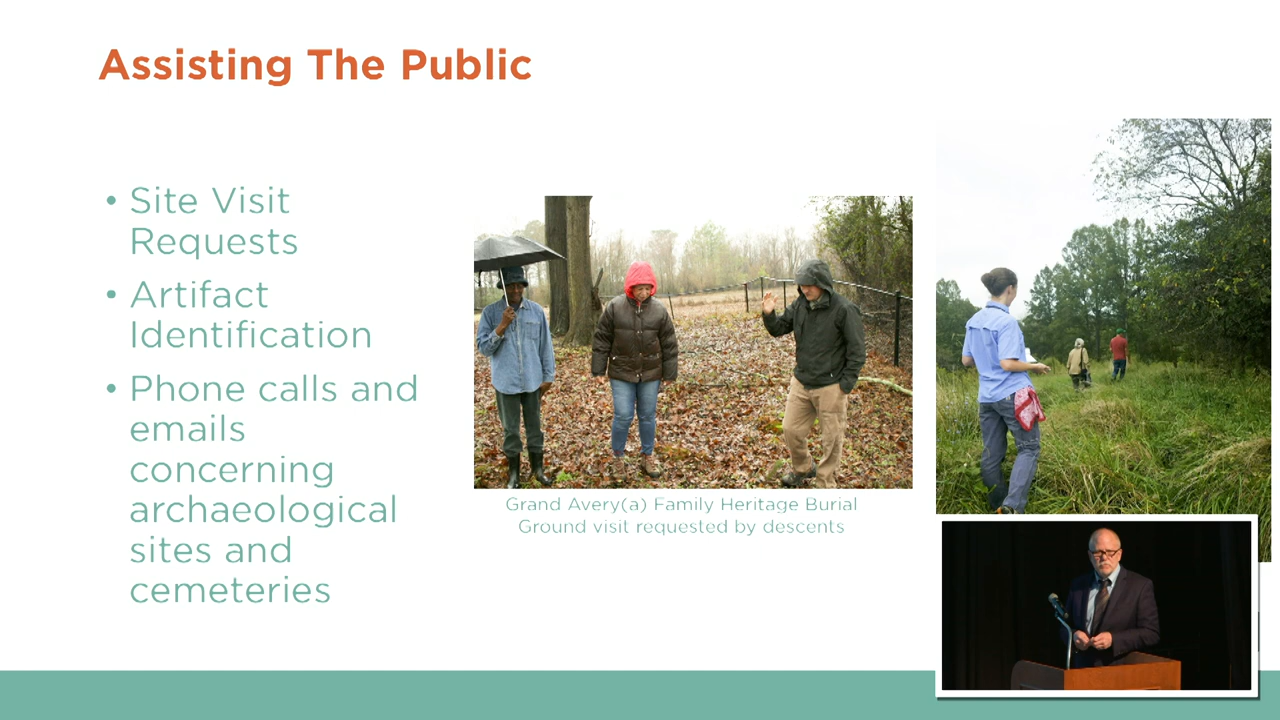 Assisting The Public
• Site Visit
Requests
• Artifact
Identification
• Phone calls and
emails
concerning
archaeological
sites and
cemeteries
Grand Avery(a) Family Heritage Burial
Ground visit requested by descents